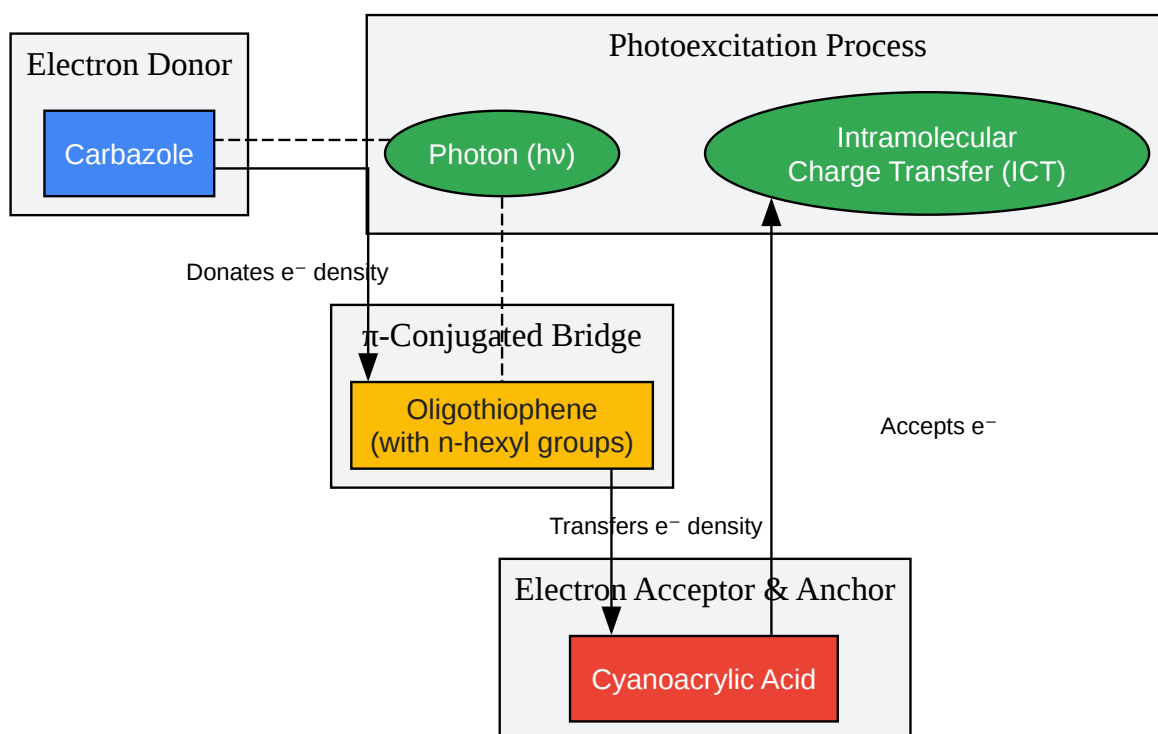 Electron Donor
Carbazole
Photoexcitation Process
Photon (hν)
Intramolecular
Charge Transfer (ICT)
Donates e⁻ density
π-Conjugated Bridge
Oligothiophene
(with n-hexyl groups)
Accepts e⁻
Transfers e⁻ density
Electron Acceptor & Anchor
Cyanoacrylic Acid